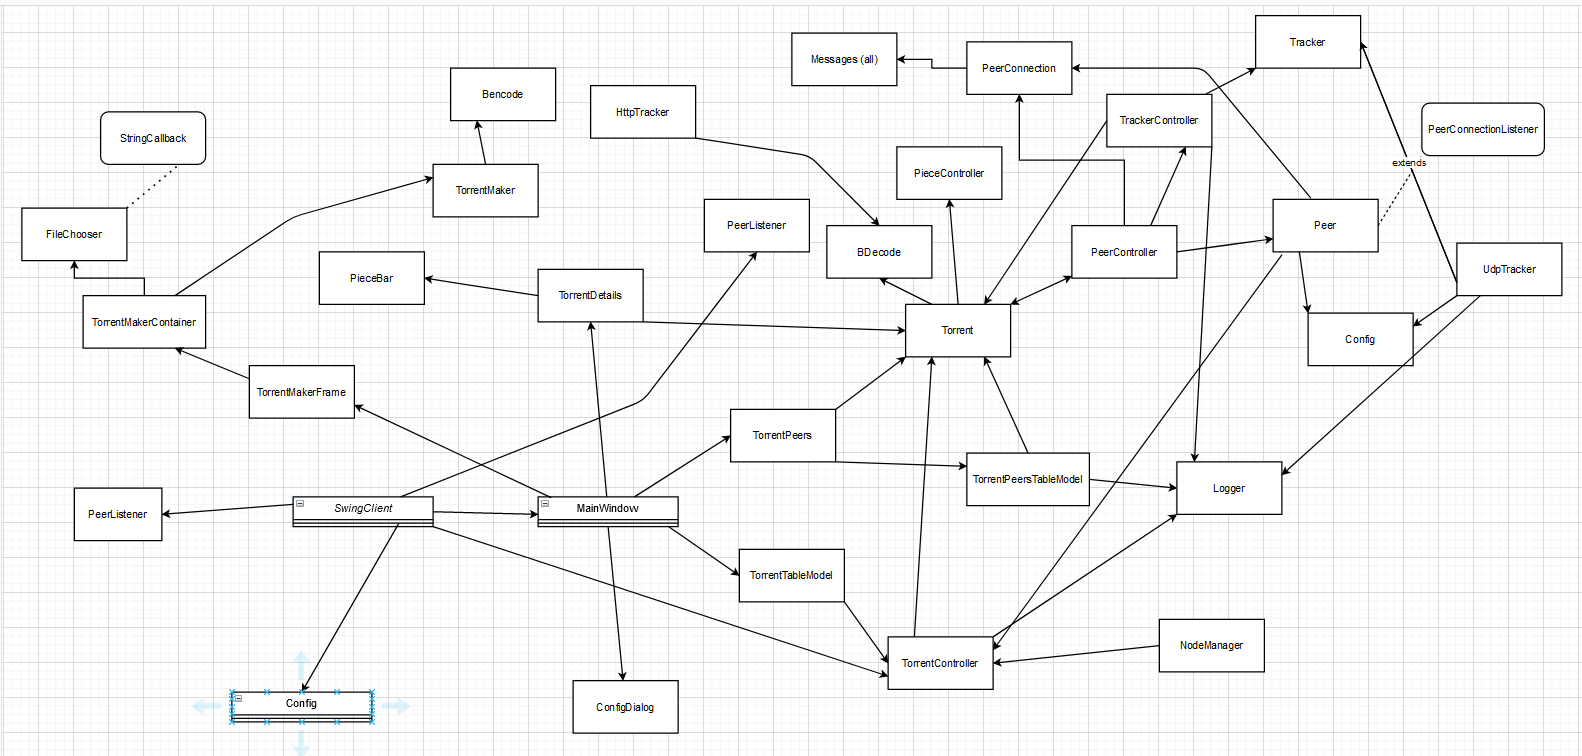 Tracker
Messages (all)
PeerConnection
Bencode
HttpTracker
TrackerController
PeerConnectionListener
StringCallback
extends
PieceController
TorrentMaker
PeerListener
Peer
FileChooser
BDecode
PeerController
UdpTracker
PieceBar
TorrentDetails
TorrentMakerContainer
Torrent
Config
TorrentMakerFrame
TorrentPeers
TorrentPeersTableModel
Logger
PeerListener
SwingClient
MainWindow
TorrentTableModel
NodeManager
TorrentController
Config
ConfigDialog